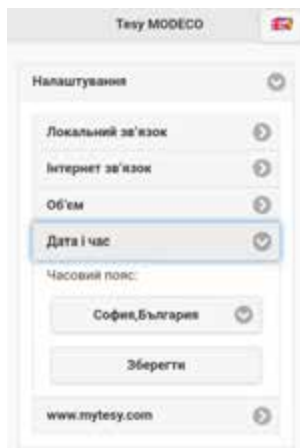 Tesy MODECO
Налаштування
Локальний зв'язок
Інтернет зв'язок
Об'єм
Дата і час
Часовий пояс:
София,България
Зберегти
www.mytesy.com